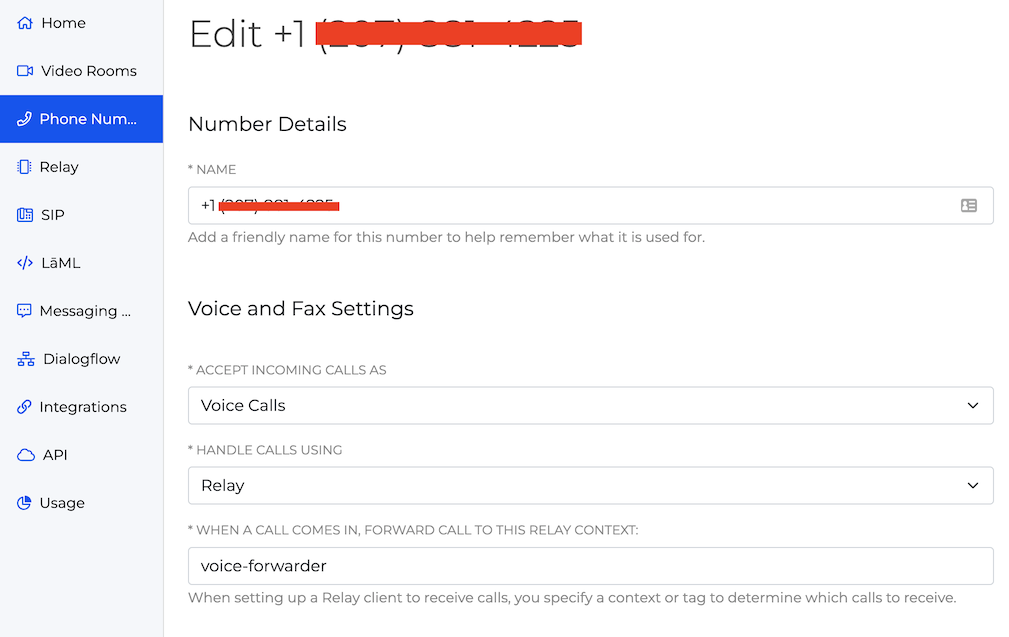 Home
Video Rooms
Phone Num...
Relay
SIP
LāML
Messaging ...
Dialogflow
Integrations
API
Usage
Edit +1
Number Details
* NAME
+1
Add a friendly name for this number to help remember what it is used for.
Voice and Fax Settings
* ACCEPT INCOMING CALLS AS
Voice Calls
* HANDLE CALLS USING
Relay
* WHEN A CALL COMES IN, FORWARD CALL TO THIS RELAY CONTEXT:
voice-forwarder
When setting up a Relay client to receive calls, you specify a context or tag to determine which calls to receive.